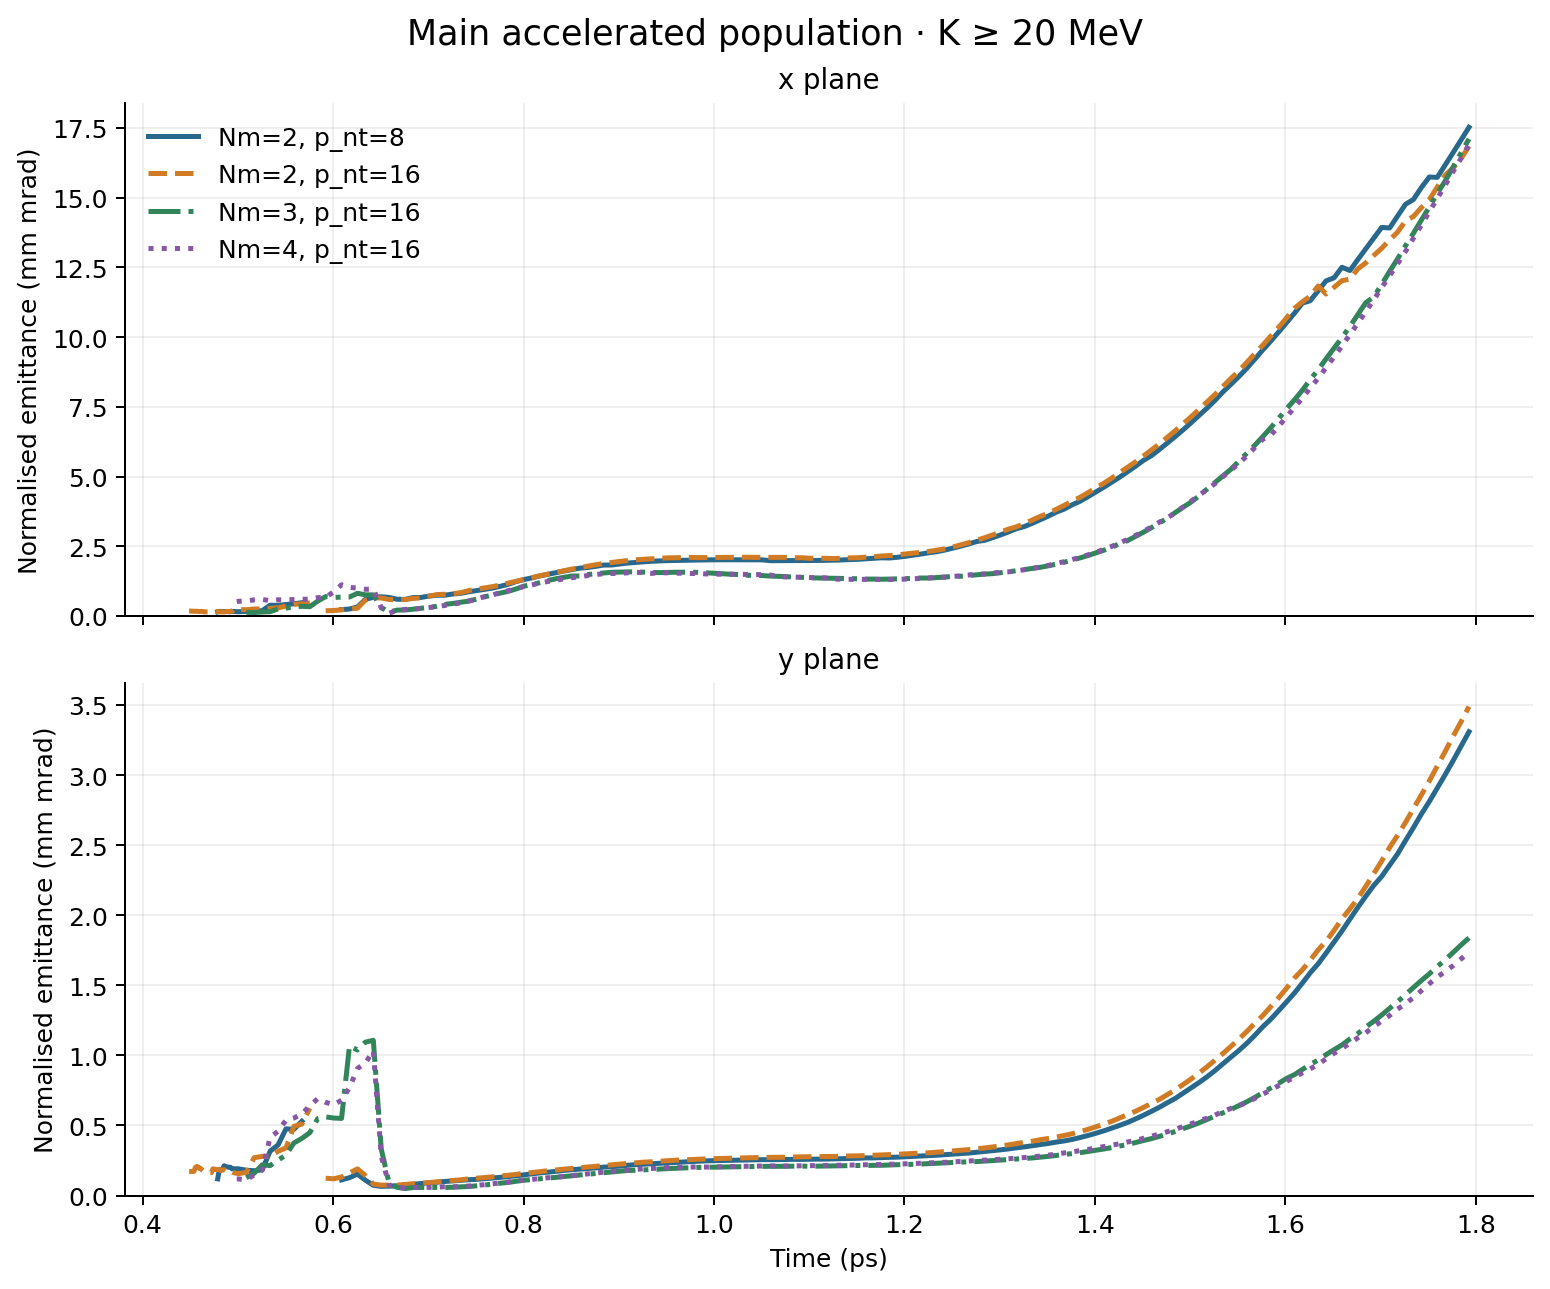 Main accelerated population · K ≥ 20 MeV
x plane
Normalised emittance (mm mrad)
17.5
15.0
12.5
10.0
7.5
5.0
2.5
0.0
Nm=2, p_nt=8
Nm=2, p_nt=16
Nm=3, p_nt=16
Nm=4, p_nt=16
y plane
Normalised emittance (mm mrad)
3.5
3.0
2.5
2.0
1.5
1.0
0.5
0.0
0.4 0.6 0.8 1.0 1.2 1.4 1.6 1.8
Time (ps)